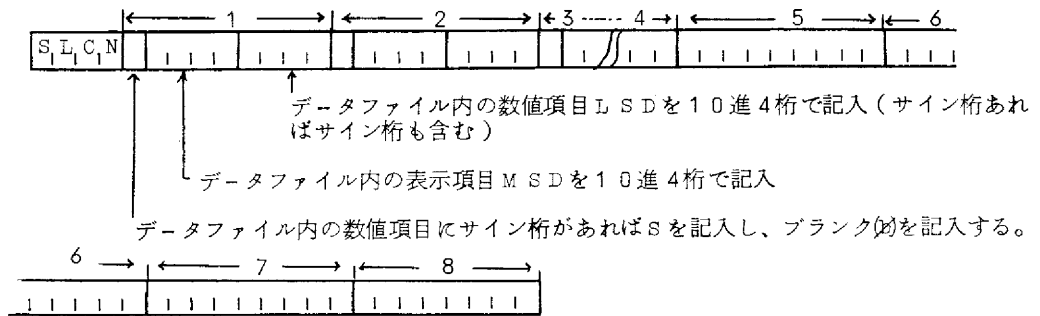 1 2 3 4 5 6
S L C N
データファイル内の数値項目LSDを10進4桁で記入(サイン桁あれ
ばサイン桁も含む)
データファイル内の表示項目MSDを10進4桁で記入
データファイル内の数値項目にサイン桁があればSを記入し、ブランク(b)を記入する。
6 7 8